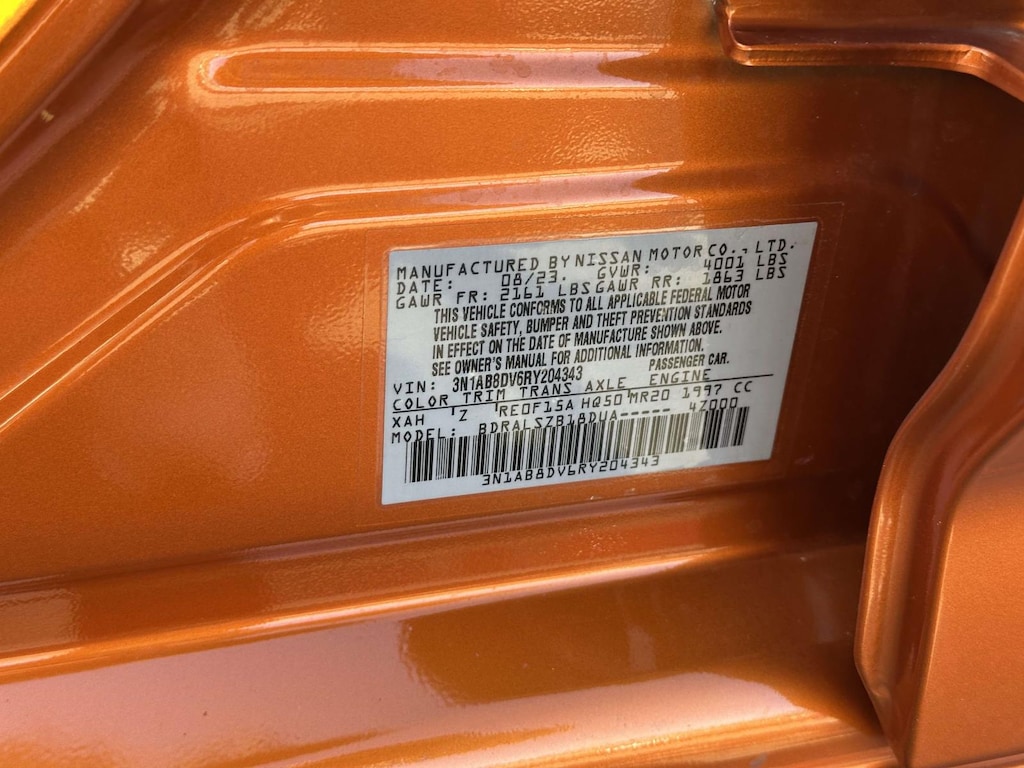 MANUFACTURED BY NISSAN MOTOR CO., LTD.
DATE: 08/23. GVWR: 4001 LBS
GAWR FR: 2161 LBS GAWR RR: 1863 LBS
THIS VEHICLE CONFORMS TO ALL APPLICABLE FEDERAL MOTOR
VEHICLE SAFETY, BUMPER AND THEFT PREVENTION STANDARDS
IN EFFECT ON THE DATE OF MANUFACTURE SHOWN ABOVE.
SEE OWNER'S MANUAL FOR ADDITIONAL INFORMATION.
VIN: 3N1AB8DV6RY204343 PASSENGER CAR.
COLOR TRIM TRANS AXLE ENGINE
XAH 'Z RE0F15A HQ50 MR20 1997 CC
MODEL: BDRALSZB18DUA----- 47000
3N1AB8DV6RY204343